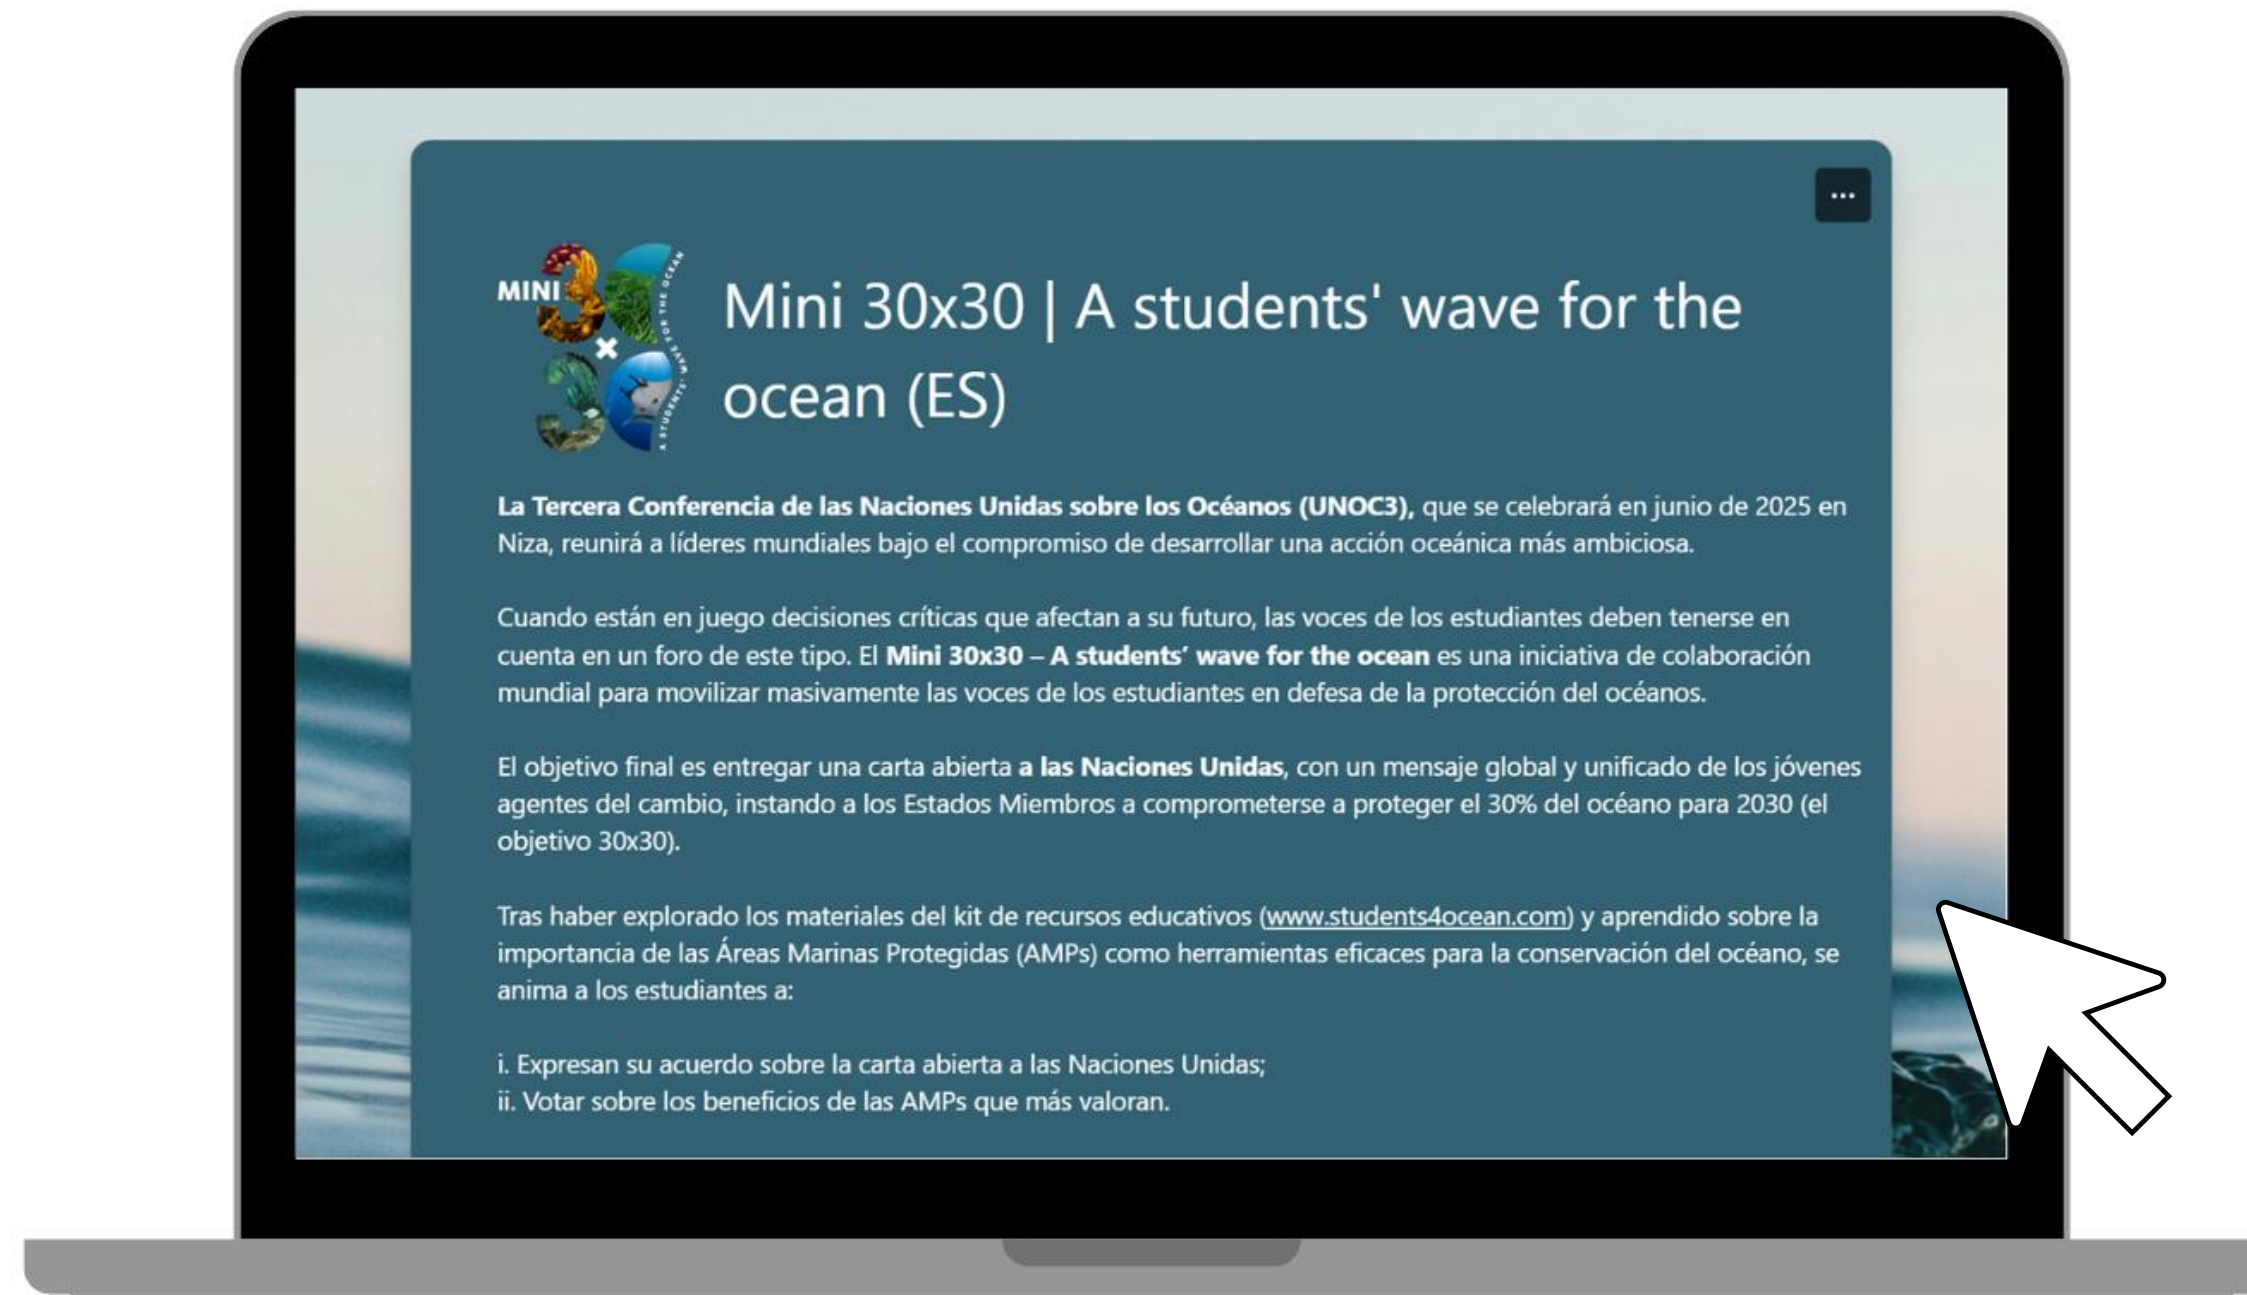 MINI 30 × 30
A STUDENTS' WAVE FOR THE OCEAN
Mini 30x30 | A students' wave for the
ocean (ES)
La Tercera Conferencia de las Naciones Unidas sobre los Océanos (UNOC3), que se celebrará en junio de 2025 en
Niza, reunirá a líderes mundiales bajo el compromiso de desarrollar una acción oceánica más ambiciosa.
Cuando están en juego decisiones críticas que afectan a su futuro, las voces de los estudiantes deben tenerse en
cuenta en un foro de este tipo. El Mini 30x30 – A students’ wave for the ocean es una iniciativa de colaboración
mundial para movilizar masivamente las voces de los estudiantes en defesa de la protección del océanos.
El objetivo final es entregar una carta abierta a las Naciones Unidas, con un mensaje global y unificado de los jóvenes
agentes del cambio, instando a los Estados Miembros a comprometerse a proteger el 30% del océano para 2030 (el
objetivo 30x30).
Tras haber explorado los materiales del kit de recursos educativos (www.students4ocean.com) y aprendido sobre la
importancia de las Áreas Marinas Protegidas (AMPs) como herramientas eficaces para la conservación del océano, se
anima a los estudiantes a:
i. Expresan su acuerdo sobre la carta abierta a las Naciones Unidas;
ii. Votar sobre los beneficios de las AMPs que más valoran.